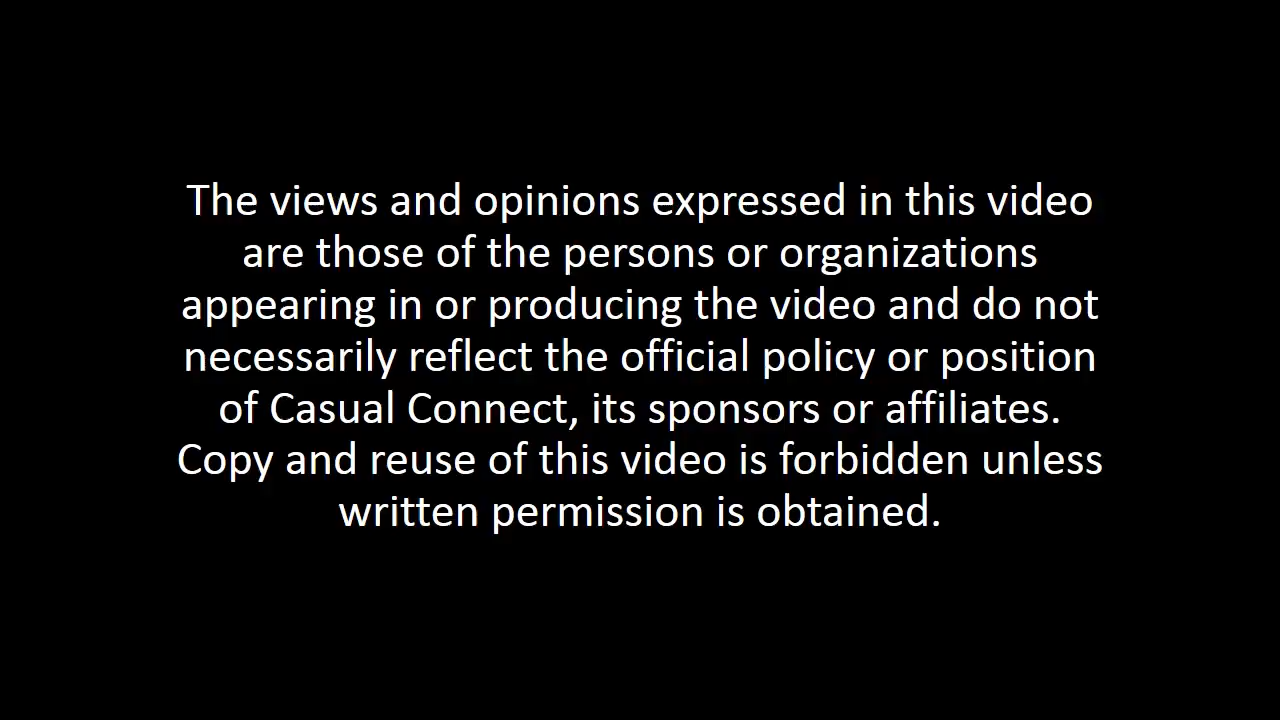 The views and opinions expressed in this video
are those of the persons or organizations
appearing in or producing the video and do not
necessarily reflect the official policy or position
of Casual Connect, its sponsors or affiliates.
Copy and reuse of this video is forbidden unless
written permission is obtained.